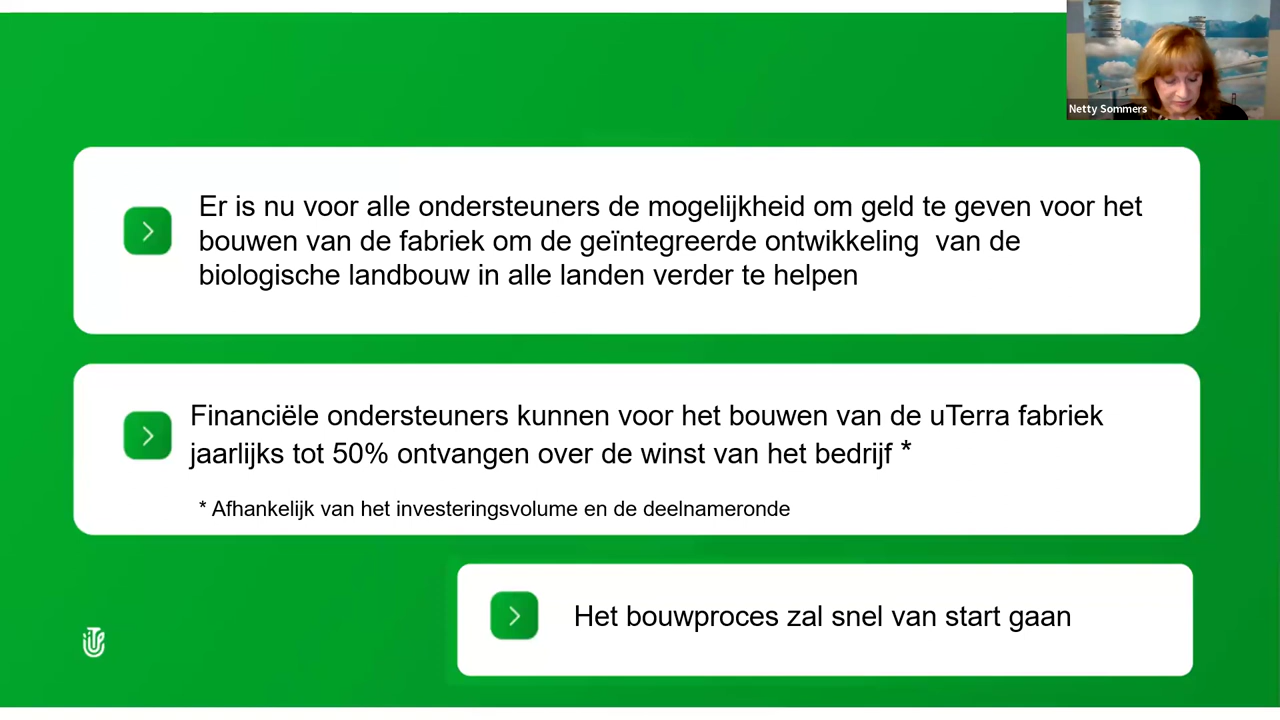 Netty Sommers
Er is nu voor alle ondersteuners de mogelijkheid om geld te geven voor het
bouwen van de fabriek om de geïntegreerde ontwikkeling  van de
biologische landbouw in alle landen verder te helpen
Financiële ondersteuners kunnen voor het bouwen van de uTerra fabriek
jaarlijks tot 50% ontvangen over de winst van het bedrijf *
* Afhankelijk van het investeringsvolume en de deelnameronde
Het bouwproces zal snel van start gaan